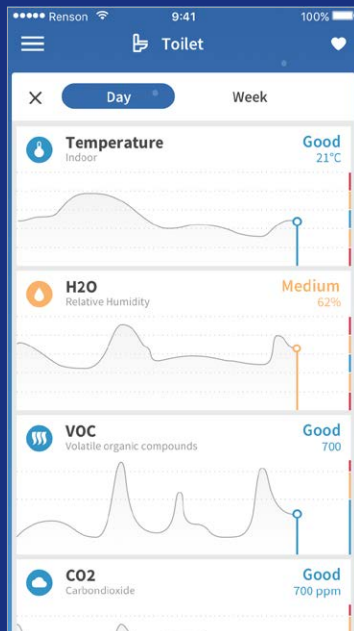 Renson 9:41 100%
Toilet
Day Week
Temperature Good
Indoor 21°C
H2O Medium
Relative Humidity 62%
VOC Good
Volatile organic compounds 700
CO2 Good
Carbondioxide 700 ppm